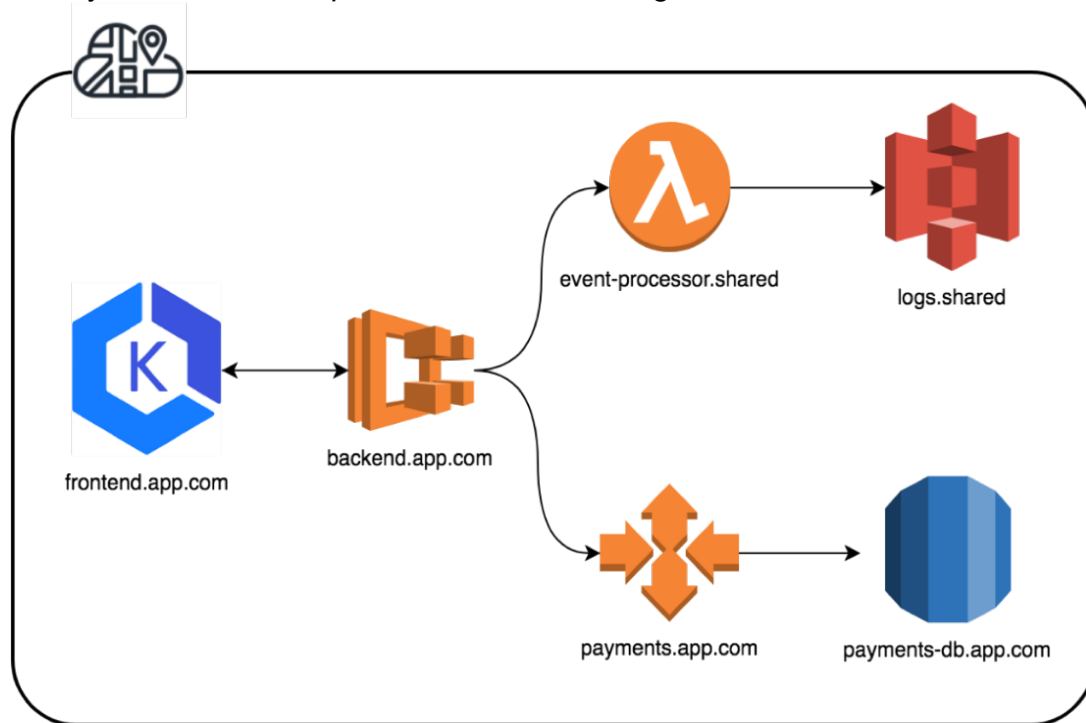 event-processor.shared
logs.shared
K
frontend.app.com
backend.app.com
payments.app.com
payments-db.app.com